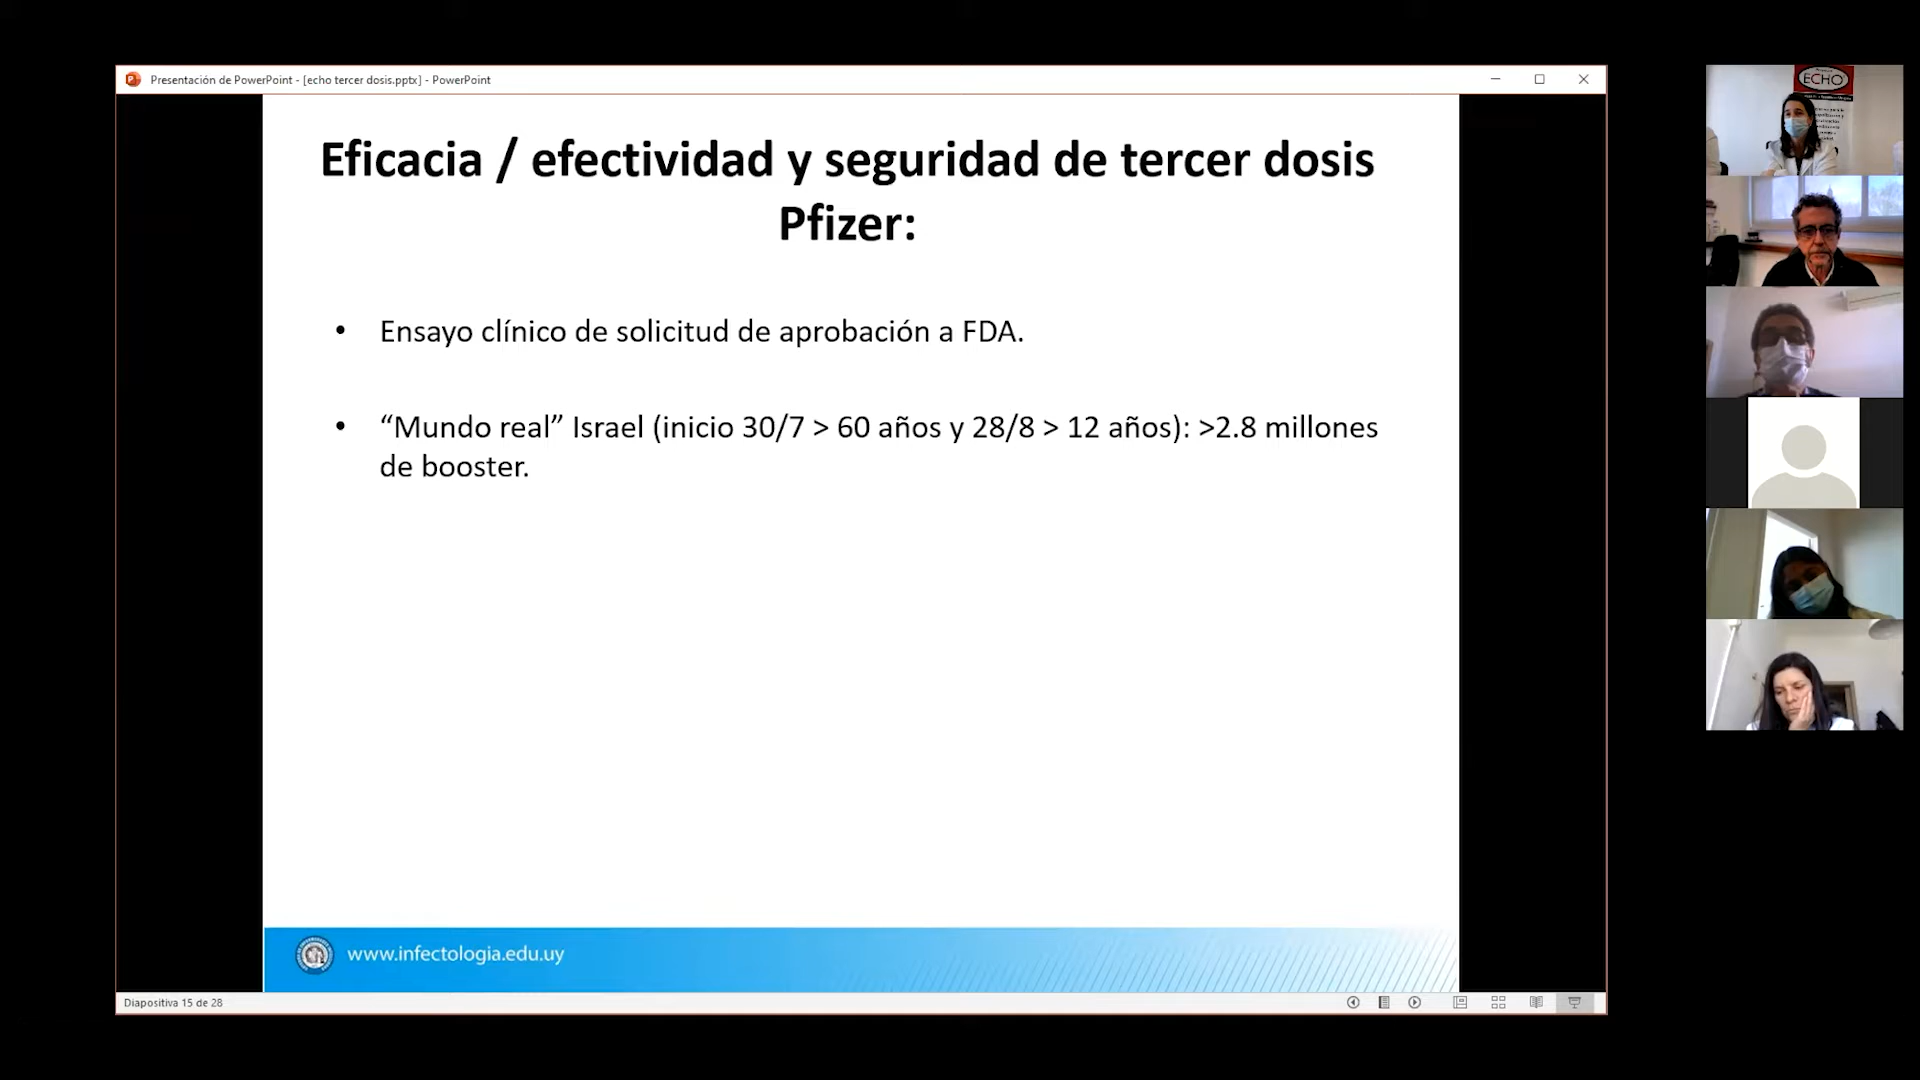 Presentación de PowerPoint - [echo tercer dosis.pptx] - PowerPoint
Eficacia / efectividad y seguridad de tercer dosis
Pfizer:
• Ensayo clínico de solicitud de aprobación a FDA.
• “Mundo real” Israel (inicio 30/7 > 60 años y 28/8 > 12 años): >2.8 millones
de booster.
www.infectologia.edu.uy
Diapositiva 15 de 28
ECHO